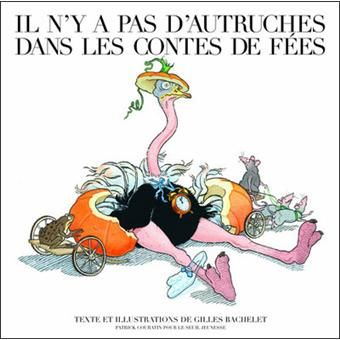 IL N'Y A PAS D'AUTRUCHES
DANS LES CONTES DE FÉES
TEXTE ET ILLUSTRATIONS DE GILLES BACHELET
PATRICK COURATIN POUR LE SEUIL JEUNESSE